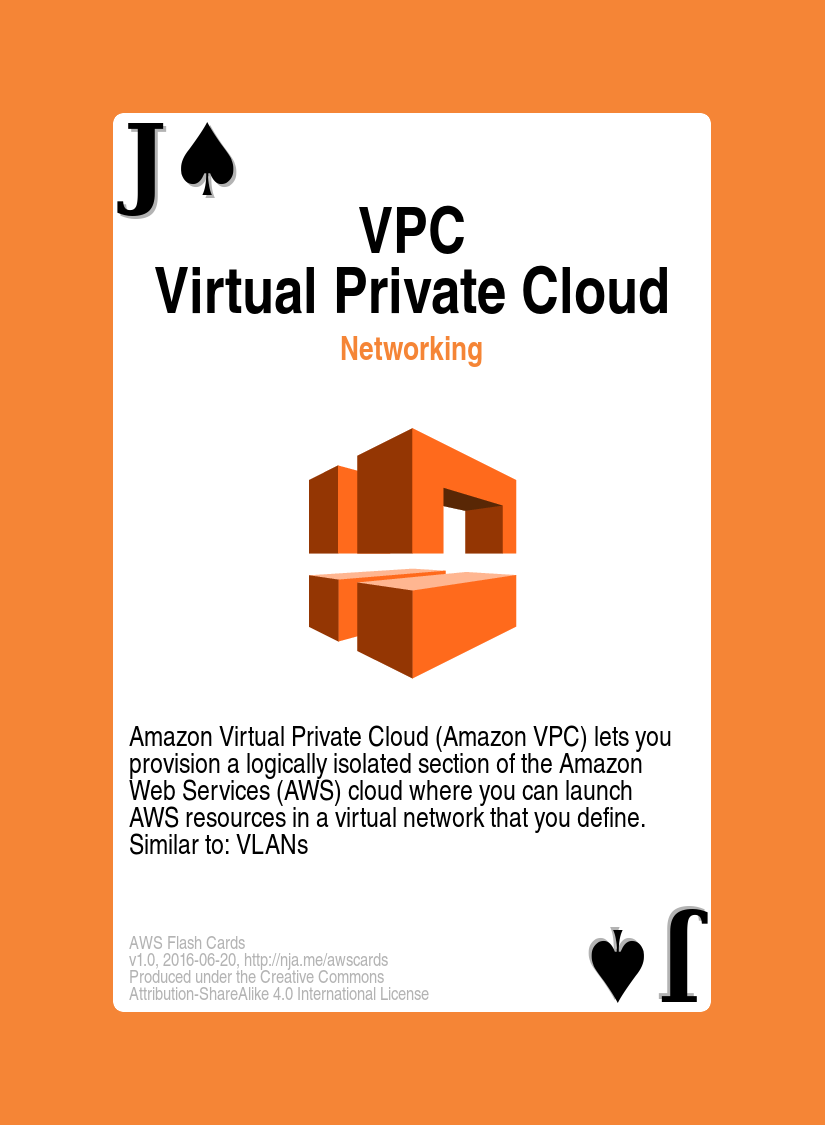 J
VPC
Virtual Private Cloud
Networking
Amazon Virtual Private Cloud (Amazon VPC) lets you
provision a logically isolated section of the Amazon
Web Services (AWS) cloud where you can launch
AWS resources in a virtual network that you define.
Similar to: VLANs
AWS Flash Cards
v1.0, 2016-06-20, http://nja.me/awscards
Produced under the Creative Commons
Attribution-ShareAlike 4.0 International License
J